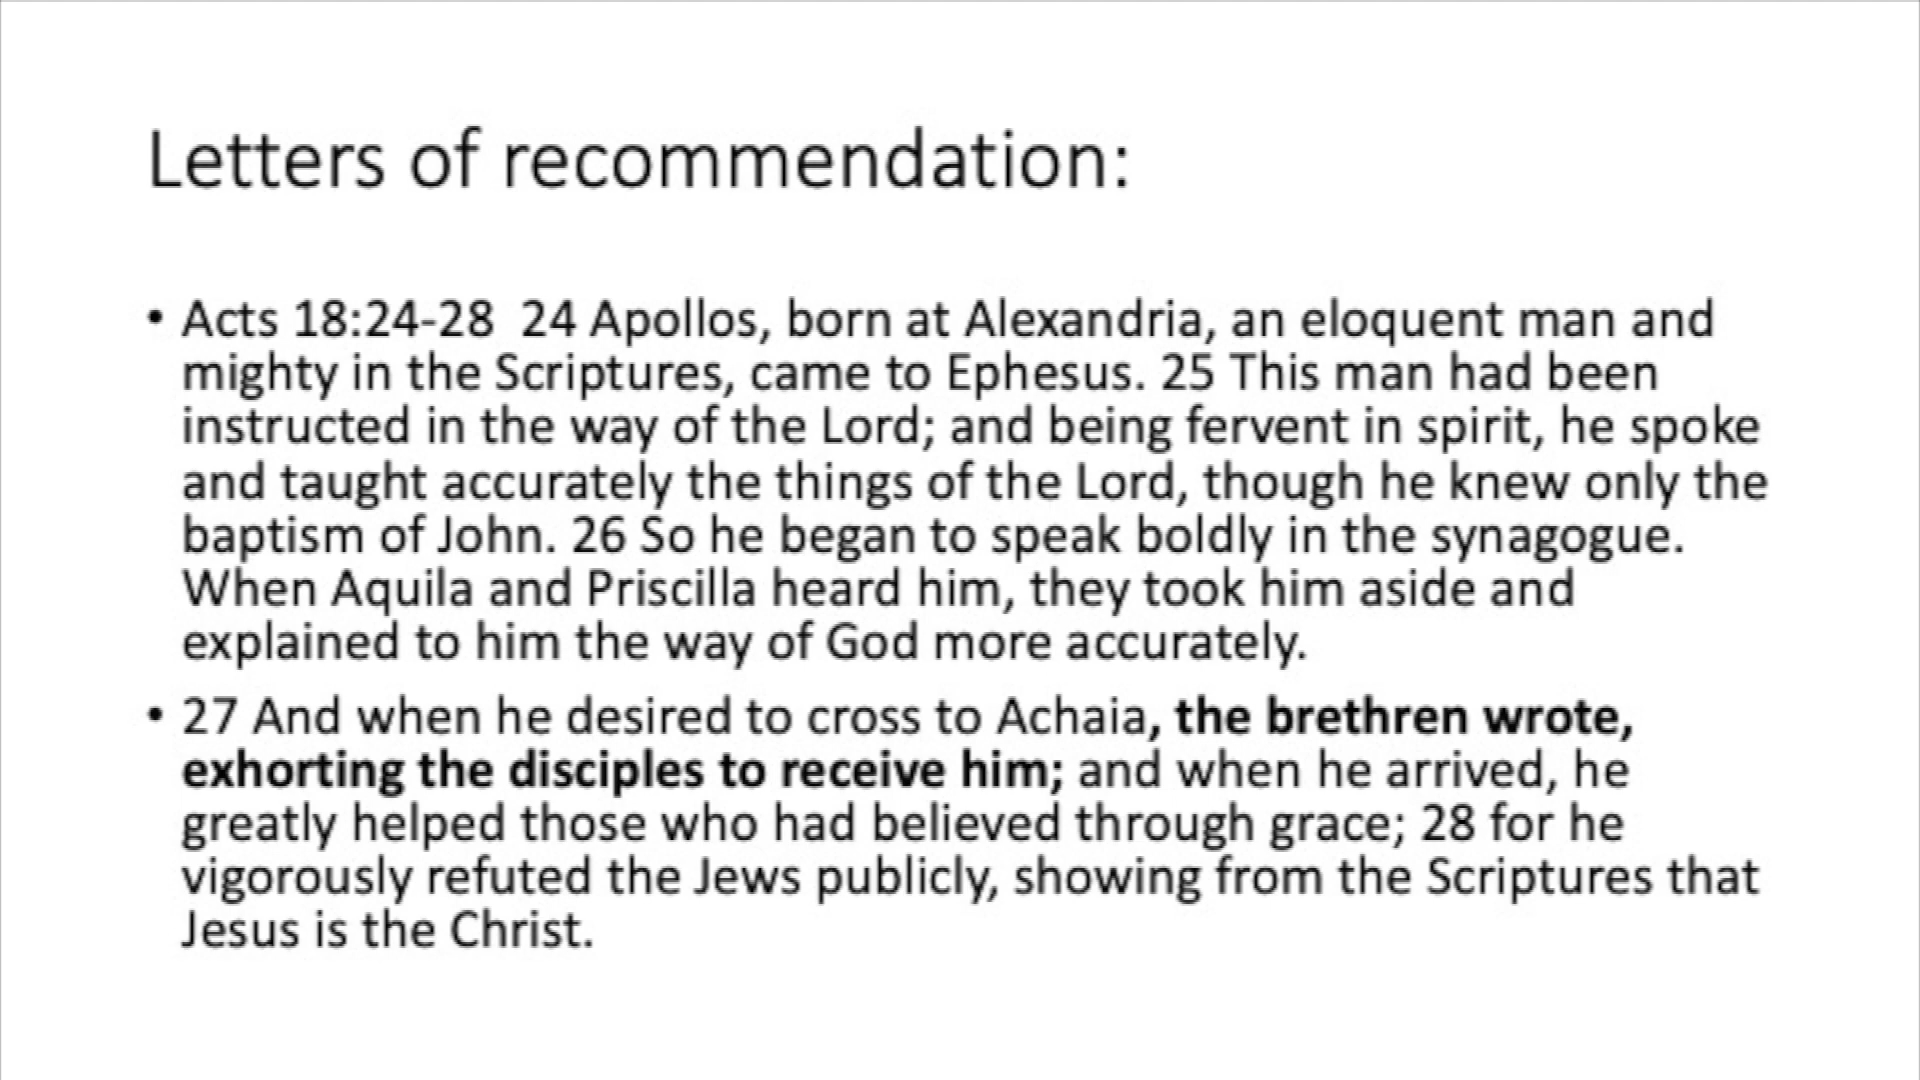 Letters of recommendation:
• Acts 18:24-28  24 Apollos, born at Alexandria, an eloquent man and
mighty in the Scriptures, came to Ephesus. 25 This man had been
instructed in the way of the Lord; and being fervent in spirit, he spoke
and taught accurately the things of the Lord, though he knew only the
baptism of John. 26 So he began to speak boldly in the synagogue.
When Aquila and Priscilla heard him, they took him aside and
explained to him the way of God more accurately.
• 27 And when he desired to cross to Achaia, the brethren wrote,
exhorting the disciples to receive him; and when he arrived, he
greatly helped those who had believed through grace; 28 for he
vigorously refuted the Jews publicly, showing from the Scriptures that
Jesus is the Christ.